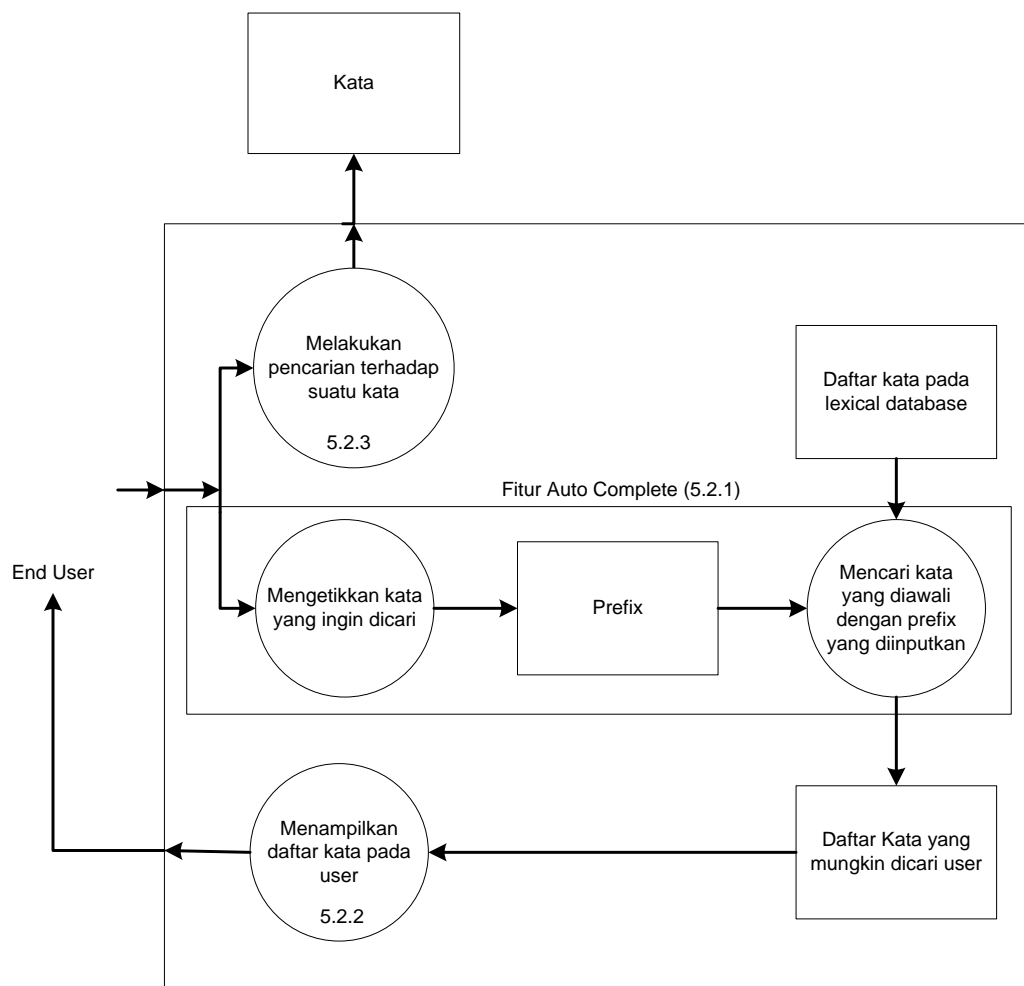 Kata
Melakukan
pencarian terhadap
suatu kata
5.2.3
Daftar kata pada
lexical database
Fitur Auto Complete (5.2.1)
End User
Mengetikkan kata
yang ingin dicari
Prefix
Mencari kata
yang diawali
dengan prefix
yang diinputkan
Menampilkan
daftar kata pada
user
5.2.2
Daftar Kata yang
mungkin dicari user